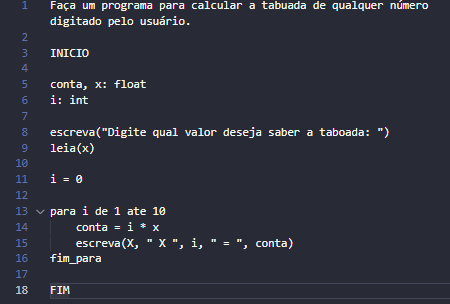 1 Faça um programa para calcular a tabuada de qualquer número
digitado pelo usuário.
2
3 INICIO
4
5 conta, x: float
6 i: int
7
8 escreva("Digite qual valor deseja saber a taboada: ")
9 leia(x)
10
11 i = 0
12
13 para i de 1 ate 10
14 conta = i * x
15 escreva(X, " X ", i, " = ", conta)
16 fim_para
17
18 FIM